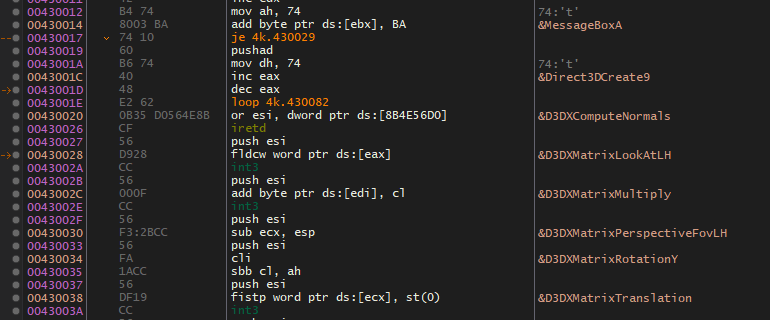 00430011 42 inc edx
00430012 B4 74 mov ah, 74 74:'t'
00430014 8003 BA add byte ptr ds:[ebx], BA &MessageBoxA
00430017 74 10 je 4k.430029
00430019 60 pushad
0043001A B6 74 mov dh, 74 74:'t'
0043001C 40 inc eax &Direct3DCreate9
0043001D 48 dec eax
0043001E E2 62 loop 4k.430082
00430020 0B35 D0564E8B or esi, dword ptr ds:[8B4E56D0] &D3DXComputeNormals
00430026 CF iretd
00430027 56 push esi
00430028 D928 fldcw word ptr ds:[eax] &D3DXMatrixLookAtLH
0043002A CC int3
0043002B 56 push esi
0043002C 000F add byte ptr ds:[edi], cl &D3DXMatrixMultiply
0043002E CC int3
0043002F 56 push esi
00430030 F3:2BCC sub ecx, esp &D3DXMatrixPerspectiveFovLH
00430033 56 push esi
00430034 FA cli &D3DXMatrixRotationY
00430035 1ACC sbb cl, ah
00430037 56 push esi
00430038 DF19 fistp word ptr ds:[ecx], st(0) &D3DXMatrixTranslation
0043003A CC int3